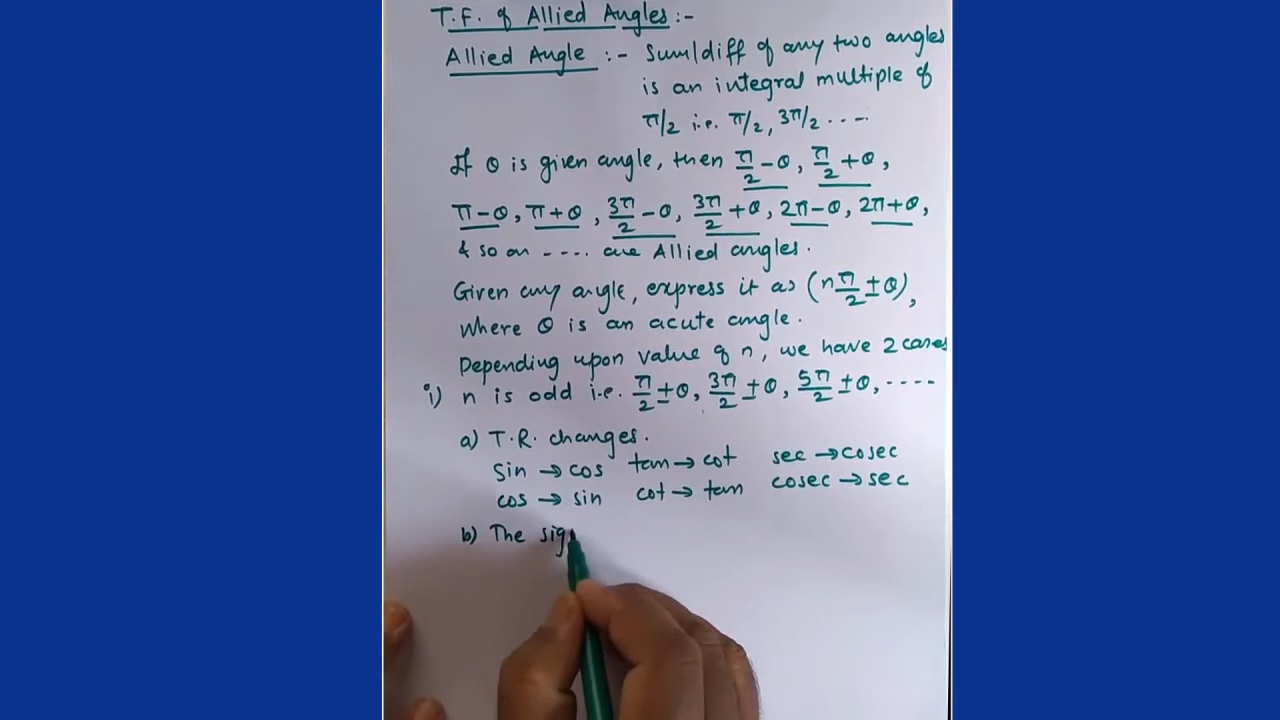 T.F. of Allied Angles :-
Allied Angle :- Sum/diff of any two angles
is an integral multiple of
π/2 i.e. π/2, 3π/2 ----
If θ is given angle, then π/2 - θ, π/2 + θ,
π-θ, π+θ, 3π/2 - θ, 3π/2 + θ, 2π-θ, 2π+θ,
& so on ---- are Allied angles.
Given any angle, express it as (nπ/2 ± θ),
where θ is an acute angle.
Depending upon value of n, we have 2 cases
i) n is odd i.e. π/2 ± θ, 3π/2 ± θ, 5π/2 ± θ, ----
a) T.R. changes.
sin → cos tan → cot sec → cosec
cos → sin cot → tan cosec → sec
b) The sig